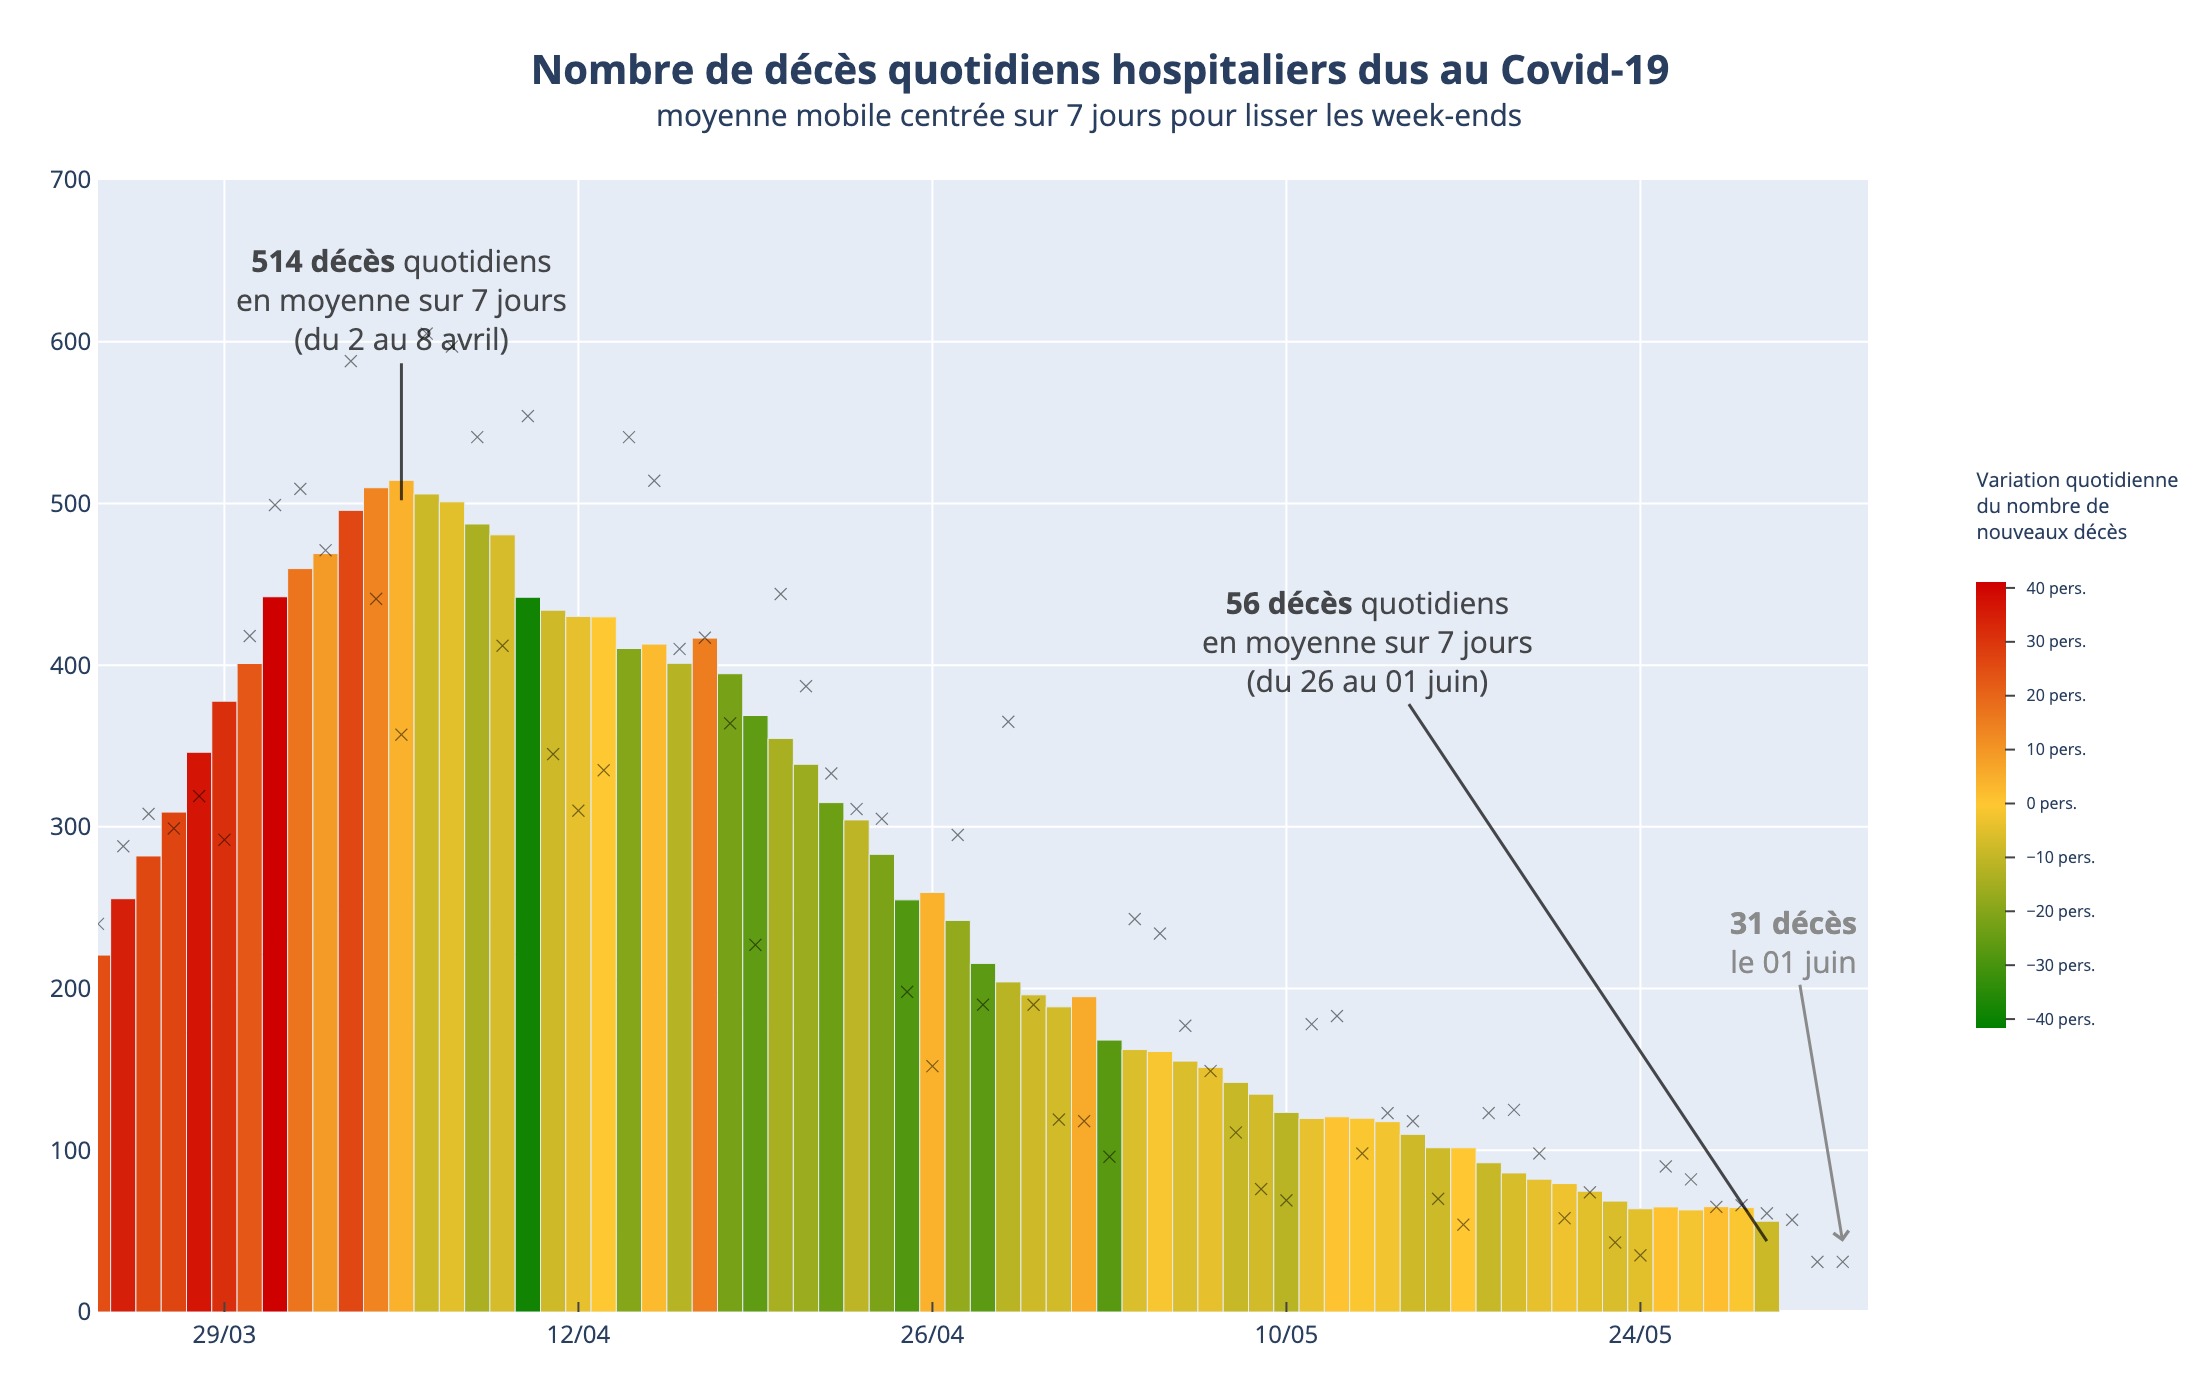 Nombre de décès quotidiens hospitaliers dus au Covid-19
moyenne mobile centrée sur 7 jours pour lisser les week-ends
700
600
500
400
300
200
100
0
514 décès quotidiens
en moyenne sur 7 jours
(du 2 au 8 avril)
56 décès quotidiens
en moyenne sur 7 jours
(du 26 au 01 juin)
31 décès
le 01 juin
29/03
12/04
26/04
10/05
24/05
Variation quotidienne
du nombre de
nouveaux décès
40 pers.
30 pers.
20 pers.
10 pers.
0 pers.
−10 pers.
−20 pers.
−30 pers.
−40 pers.